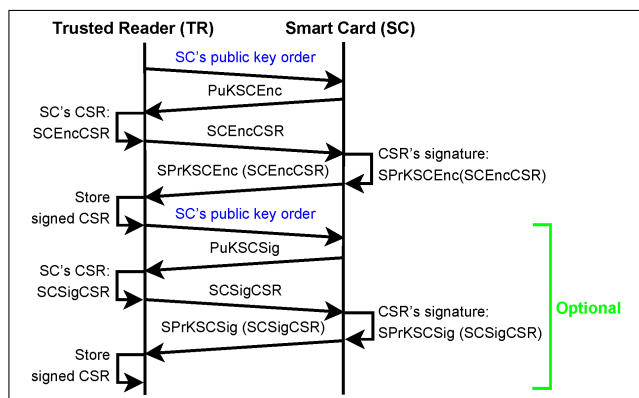 Trusted Reader (TR)
Smart Card (SC)
SC's public key order
PuKSCEnc
SC's CSR:
SCEncCSR
SCEncCSR
CSR's signature:
SPrKSCEnc(SCEncCSR)
SPrKSCEnc (SCEncCSR)
Store
signed CSR
SC's public key order
PuKSCSig
SC's CSR:
SCSigCSR
SCSigCSR
CSR's signature:
SPrKSCSig (SCSigCSR)
SPrKSCSig (SCSigCSR)
Optional
Store
signed CSR